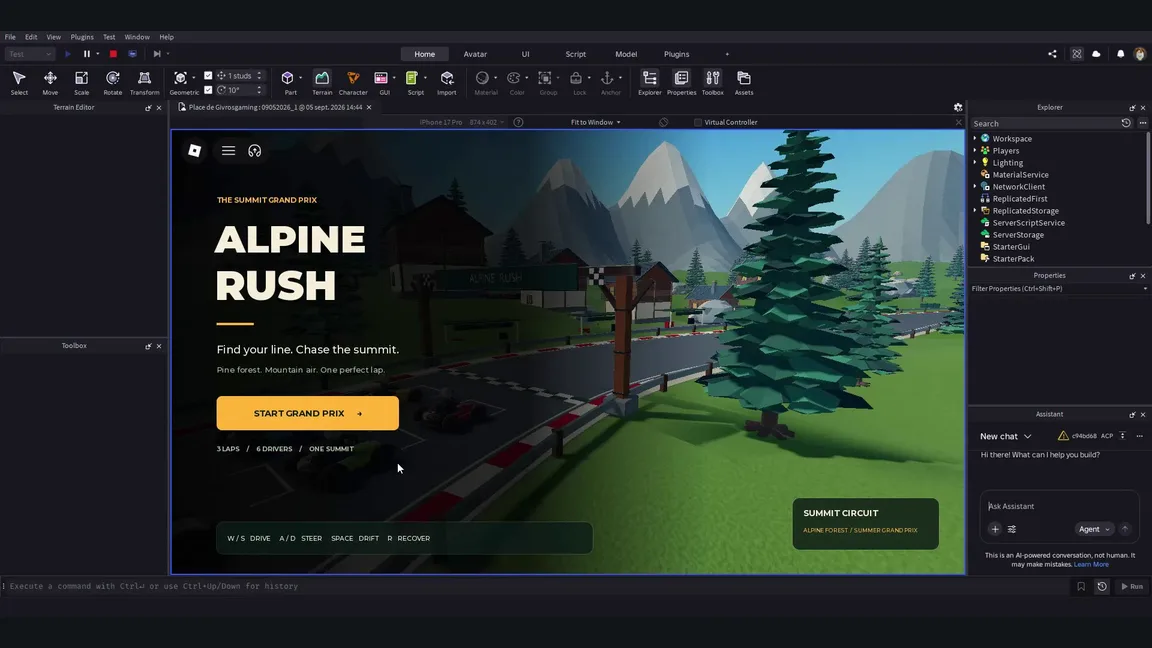 File Edit View Plugins Test Window Help
Test
Home Avatar UI Script Model Plugins +
Select Move Scale Rotate Transform Geometric 1 studs 10° Part Terrain Character GUI Script Import Material Color Group Lock Anchor Explorer Properties Toolbox Assets
Terrain Editor
Place de Givrosgaming : 09052026_1 @ 05 sept. 2026 14:44
iPhone 17 Pro 874 x 402 Fit to Window Virtual Controller
THE SUMMIT GRAND PRIX
ALPINE
RUSH
ALPINE RUSH
Find your line. Chase the summit.
Pine forest. Mountain air. One perfect lap.
START GRAND PRIX →
3 LAPS / 6 DRIVERS / ONE SUMMIT
W / S DRIVE A / D STEER SPACE DRIFT R RECOVER
SUMMIT CIRCUIT
ALPINE FOREST / SUMMER GRAND PRIX
Toolbox
Explorer
Search
Workspace
Players
Lighting
MaterialService
NetworkClient
ReplicatedFirst
ReplicatedStorage
ServerScriptService
ServerStorage
StarterGui
StarterPack
Properties
Filter Properties (Ctrl+Shift+P)
Assistant
New chat c94bd68 ACP
Hi there! What can I help you build?
Ask Assistant
Agent
This is an AI-powered conversation, not human. It
may make mistakes. Learn More
Execute a command with Ctrl+↵ or use Ctrl+Up/Down for history
Run